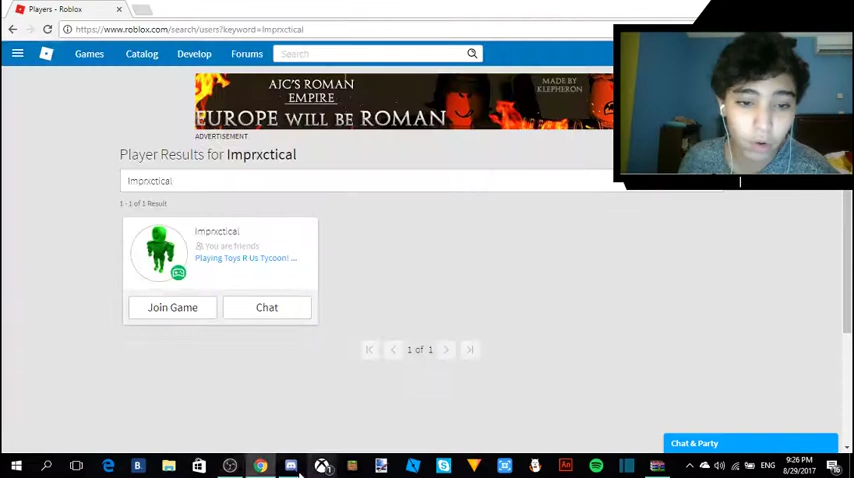 Players - Roblox
https://www.roblox.com/search/users?keyword=Imprxctical
Games Catalog Develop Forums Search
AJC'S ROMAN
EMPIRE
MADE BY
KLEPHERON
EUROPE WILL BE ROMAN
ADVERTISEMENT
Player Results for Imprxctical
Imprxctical
1 - 1 of 1 Result
Imprxctical
You are friends
Playing Toys R Us Tycoon! ...
Join Game Chat
1 of 1
Chat & Party
ENG
9:26 PM
8/29/2017